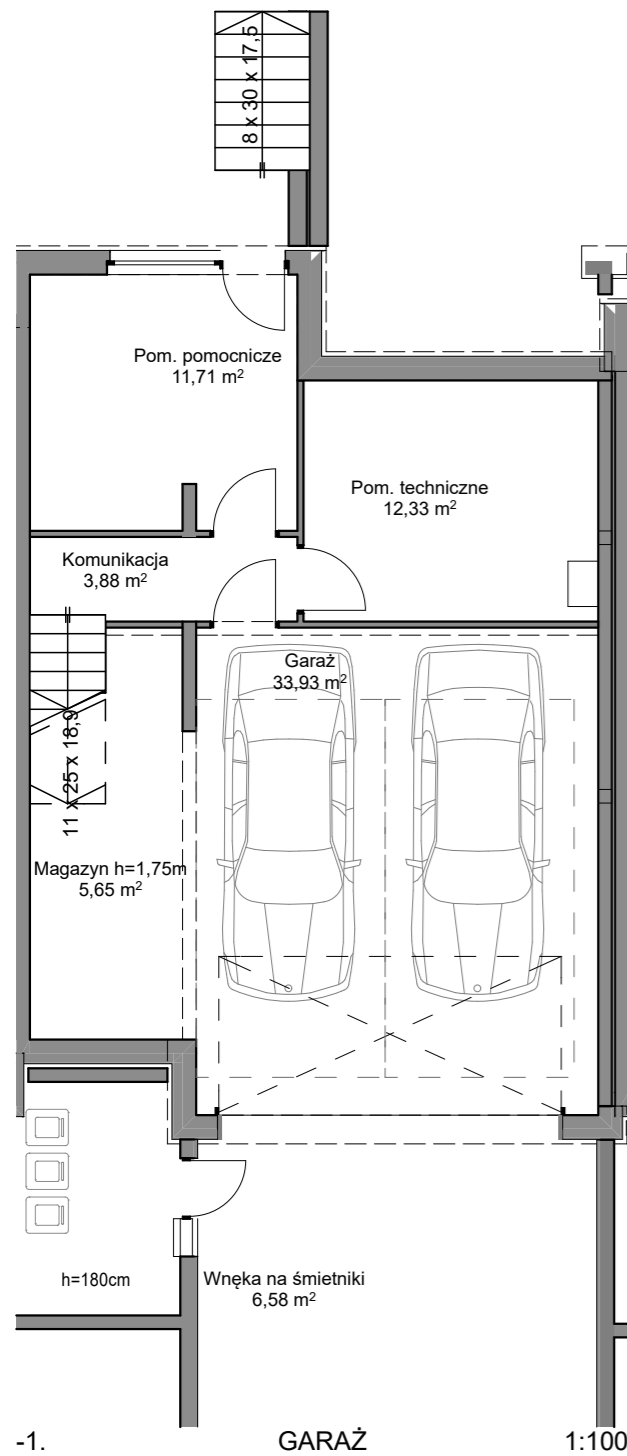 8 x 30 x 17,5
Pom. pomocnicze
11,71 m²
Pom. techniczne
12,33 m²
Komunikacja
3,88 m²
Garaż
33,93 m²
11 x 25 x 18,9
Magazyn h=1,75m
5,65 m²
h=180cm
Wnęka na śmietniki
6,58 m²
-1. GARAŻ 1:100